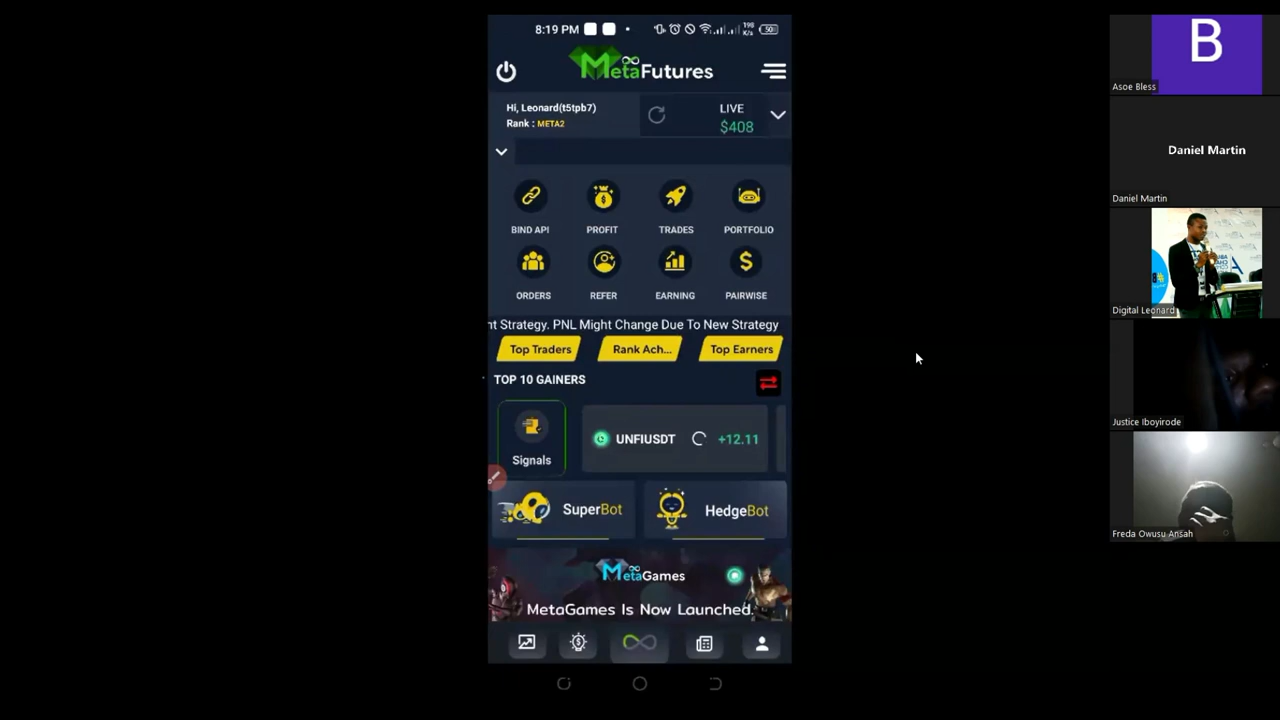 8:19 PM
198 K/s
50
MetaFutures
Hi, Leonard(t5tpb7)
Rank : META2
LIVE
$408
BIND API
PROFIT
TRADES
PORTFOLIO
ORDERS
REFER
EARNING
PAIRWISE
nt Strategy. PNL Might Change Due To New Strategy
Top Traders
Rank Ach...
Top Earners
TOP 10 GAINERS
Signals
UNFIUSDT
+12.11
SuperBot
HedgeBot
MetaGames
MetaGames Is Now Launched.
B
Asoe Bless
Daniel Martin
Daniel Martin
Digital Leonard
Justice Iboyirode
Freda Owusu Ansah